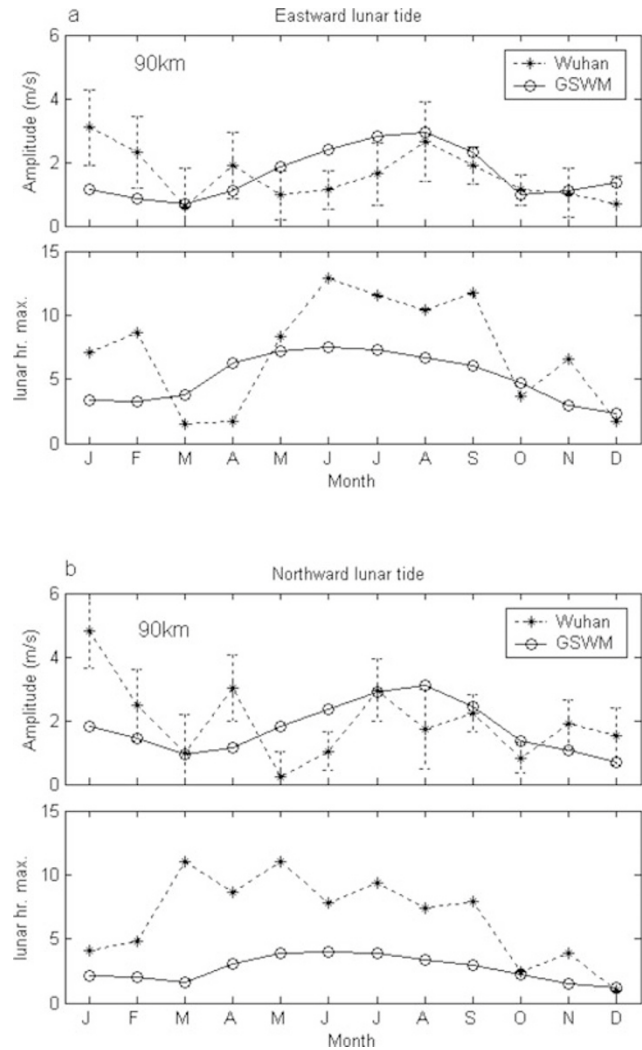 a
Eastward lunar tide
90km
Wuhan
GSWM
Amplitude (m/s)
6
4
2
0
lunar hr. max.
15
10
5
0
J F M A M J J A S O N D
Month
b
Northward lunar tide
90km
Wuhan
GSWM
Amplitude (m/s)
6
4
2
0
lunar hr. max.
15
10
5
0
J F M A M J J A S O N D
Month